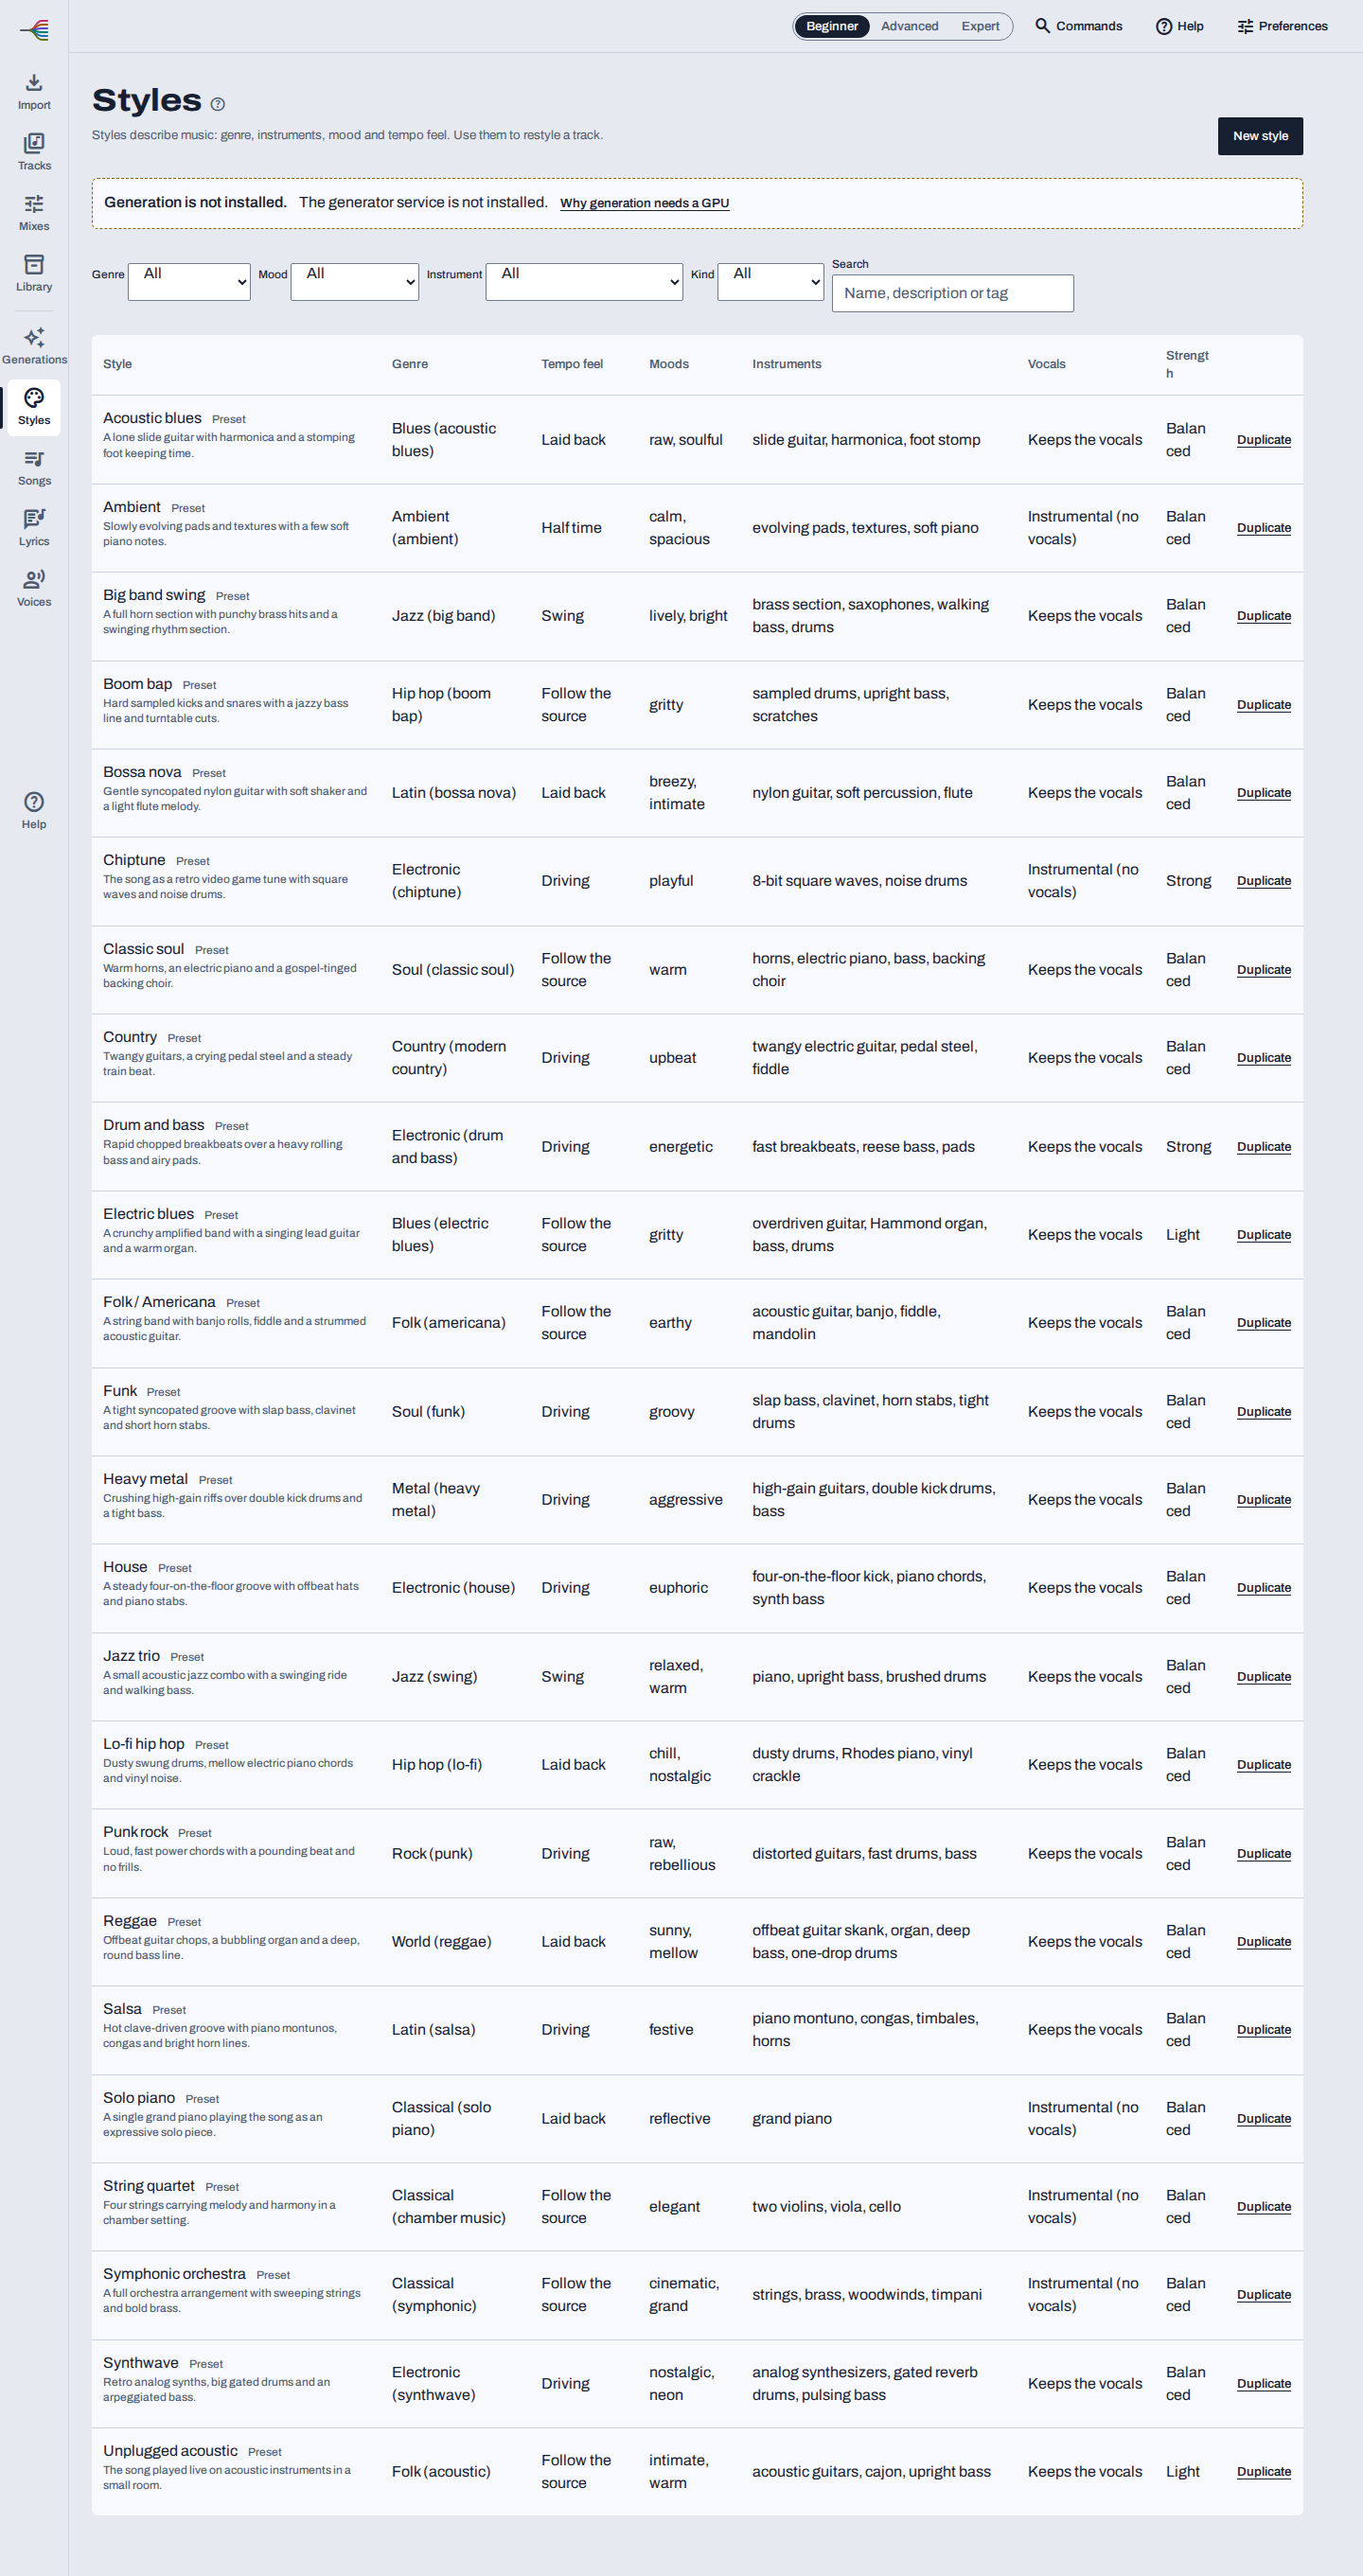 Beginner Advanced Expert Commands Help Preferences
Import
Tracks
Mixes
Library
Generations
Styles
Songs
Lyrics
Voices
Help
Styles
Styles describe music: genre, instruments, mood and tempo feel. Use them to restyle a track.
New style
Generation is not installed. The generator service is not installed. Why generation needs a GPU
Genre All Mood All Instrument All Kind All
Search
Name, description or tag
Style Genre Tempo feel Moods Instruments Vocals Strengt
h
Acoustic blues Preset
A lone slide guitar with harmonica and a stomping
foot keeping time.
Blues (acoustic
blues)
Laid back
raw, soulful
slide guitar, harmonica, foot stomp
Keeps the vocals
Balan
ced
Duplicate
Ambient Preset
Slowly evolving pads and textures with a few soft
piano notes.
Ambient
(ambient)
Half time
calm,
spacious
evolving pads, textures, soft piano
Instrumental (no
vocals)
Balan
ced
Duplicate
Big band swing Preset
A full horn section with punchy brass hits and a
swinging rhythm section.
Jazz (big band)
Swing
lively, bright
brass section, saxophones, walking
bass, drums
Keeps the vocals
Balan
ced
Duplicate
Boom bap Preset
Hard sampled kicks and snares with a jazzy bass
line and turntable cuts.
Hip hop (boom
bap)
Follow the
source
gritty
sampled drums, upright bass,
scratches
Keeps the vocals
Balan
ced
Duplicate
Bossa nova Preset
Gentle syncopated nylon guitar with soft shaker and
a light flute melody.
Latin (bossa nova)
Laid back
breezy,
intimate
nylon guitar, soft percussion, flute
Keeps the vocals
Balan
ced
Duplicate
Chiptune Preset
The song as a retro video game tune with square
waves and noise drums.
Electronic
(chiptune)
Driving
playful
8-bit square waves, noise drums
Instrumental (no
vocals)
Strong
Duplicate
Classic soul Preset
Warm horns, an electric piano and a gospel-tinged
backing choir.
Soul (classic soul)
Follow the
source
warm
horns, electric piano, bass, backing
choir
Keeps the vocals
Balan
ced
Duplicate
Country Preset
Twangy guitars, a crying pedal steel and a steady
train beat.
Country (modern
country)
Driving
upbeat
twangy electric guitar, pedal steel,
fiddle
Keeps the vocals
Balan
ced
Duplicate
Drum and bass Preset
Rapid chopped breakbeats over a heavy rolling
bass and airy pads.
Electronic (drum
and bass)
Driving
energetic
fast breakbeats, reese bass, pads
Keeps the vocals
Strong
Duplicate
Electric blues Preset
A crunchy amplified band with a singing lead guitar
and a warm organ.
Blues (electric
blues)
Follow the
source
gritty
overdriven guitar, Hammond organ,
bass, drums
Keeps the vocals
Light
Duplicate
Folk / Americana Preset
A string band with banjo rolls, fiddle and a strummed
acoustic guitar.
Folk (americana)
Follow the
source
earthy
acoustic guitar, banjo, fiddle,
mandolin
Keeps the vocals
Balan
ced
Duplicate
Funk Preset
A tight syncopated groove with slap bass, clavinet
and short horn stabs.
Soul (funk)
Driving
groovy
slap bass, clavinet, horn stabs, tight
drums
Keeps the vocals
Balan
ced
Duplicate
Heavy metal Preset
Crushing high-gain riffs over double kick drums and
a tight bass.
Metal (heavy
metal)
Driving
aggressive
high-gain guitars, double kick drums,
bass
Keeps the vocals
Balan
ced
Duplicate
House Preset
A steady four-on-the-floor groove with offbeat hats
and piano stabs.
Electronic (house)
Driving
euphoric
four-on-the-floor kick, piano chords,
synth bass
Keeps the vocals
Balan
ced
Duplicate
Jazz trio Preset
A small acoustic jazz combo with a swinging ride
and walking bass.
Jazz (swing)
Swing
relaxed,
warm
piano, upright bass, brushed drums
Keeps the vocals
Balan
ced
Duplicate
Lo-fi hip hop Preset
Dusty swung drums, mellow electric piano chords
and vinyl noise.
Hip hop (lo-fi)
Laid back
chill,
nostalgic
dusty drums, Rhodes piano, vinyl
crackle
Keeps the vocals
Balan
ced
Duplicate
Punk rock Preset
Loud, fast power chords with a pounding beat and
no frills.
Rock (punk)
Driving
raw,
rebellious
distorted guitars, fast drums, bass
Keeps the vocals
Balan
ced
Duplicate
Reggae Preset
Offbeat guitar chops, a bubbling organ and a deep,
round bass line.
World (reggae)
Laid back
sunny,
mellow
offbeat guitar skank, organ, deep
bass, one-drop drums
Keeps the vocals
Balan
ced
Duplicate
Salsa Preset
Hot clave-driven groove with piano montunos,
congas and bright horn lines.
Latin (salsa)
Driving
festive
piano montuno, congas, timbales,
horns
Keeps the vocals
Balan
ced
Duplicate
Solo piano Preset
A single grand piano playing the song as an
expressive solo piece.
Classical (solo
piano)
Laid back
reflective
grand piano
Instrumental (no
vocals)
Balan
ced
Duplicate
String quartet Preset
Four strings carrying melody and harmony in a
chamber setting.
Classical
(chamber music)
Follow the
source
elegant
two violins, viola, cello
Instrumental (no
vocals)
Balan
ced
Duplicate
Symphonic orchestra Preset
A full orchestra arrangement with sweeping strings
and bold brass.
Classical
(symphonic)
Follow the
source
cinematic,
grand
strings, brass, woodwinds, timpani
Instrumental (no
vocals)
Balan
ced
Duplicate
Synthwave Preset
Retro analog synths, big gated drums and an
arpeggiated bass.
Electronic
(synthwave)
Driving
nostalgic,
neon
analog synthesizers, gated reverb
drums, pulsing bass
Keeps the vocals
Balan
ced
Duplicate
Unplugged acoustic Preset
The song played live on acoustic instruments in a
small room.
Folk (acoustic)
Follow the
source
intimate,
warm
acoustic guitars, cajon, upright bass
Keeps the vocals
Light
Duplicate